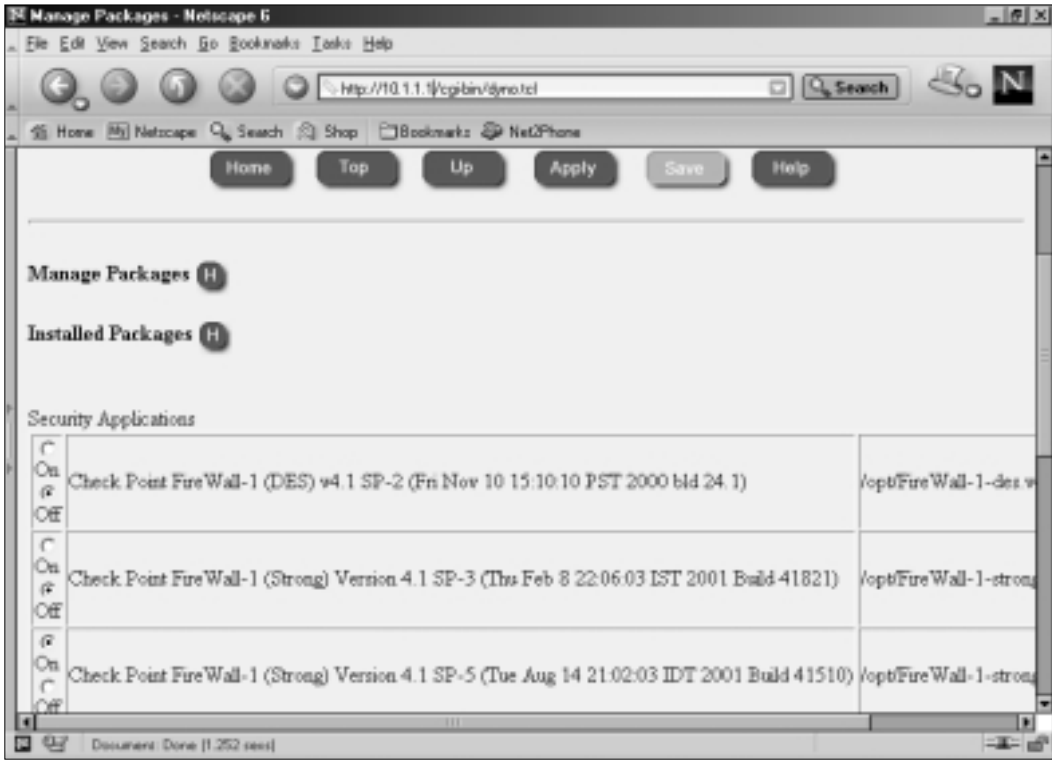 Manage Packages - Netscape 6
File Edit View Search Go Bookmarks Tasks Help
http://10.1.1.1/cgi-bin/dyno.tcl Search N
Home My Netscape Search Shop Bookmarks Net2Phone
Home Top Up Apply Save Help
Manage Packages H
Installed Packages H
Security Applications
On
Off
Check Point FireWall-1 (DES) v4.1 SP-2 (Fri Nov 10 15:10:10 PST 2000 bld 24.1) /opt/FireWall-1-des.v
On
Off
Check Point FireWall-1 (Strong) Version 4.1 SP-3 (Thu Feb 8 22:06:03 IST 2001 Build 41821) /opt/FireWall-1-strong
On
Off
Check Point FireWall-1 (Strong) Version 4.1 SP-5 (Tue Aug 14 21:02:03 IDT 2001 Build 41510) /opt/FireWall-1-strong
Document: Done (1.252 secs)